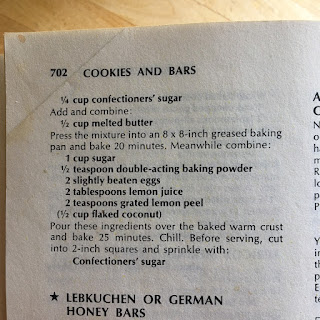 702 COOKIES AND BARS
¼ cup confectioners' sugar
Add and combine:
½ cup melted butter
Press the mixture into an 8 x 8-inch greased baking
pan and bake 20 minutes. Meanwhile combine:
1 cup sugar
½ teaspoon double-acting baking powder
2 slightly beaten eggs
2 tablespoons lemon juice
2 teaspoons grated lemon peel
(½ cup flaked coconut)
Pour these ingredients over the baked warm crust
and bake 25 minutes. Chill. Before serving, cut
into 2-inch squares and sprinkle with:
Confectioners' sugar
★ LEBKUCHEN OR GERMAN
HONEY BARS